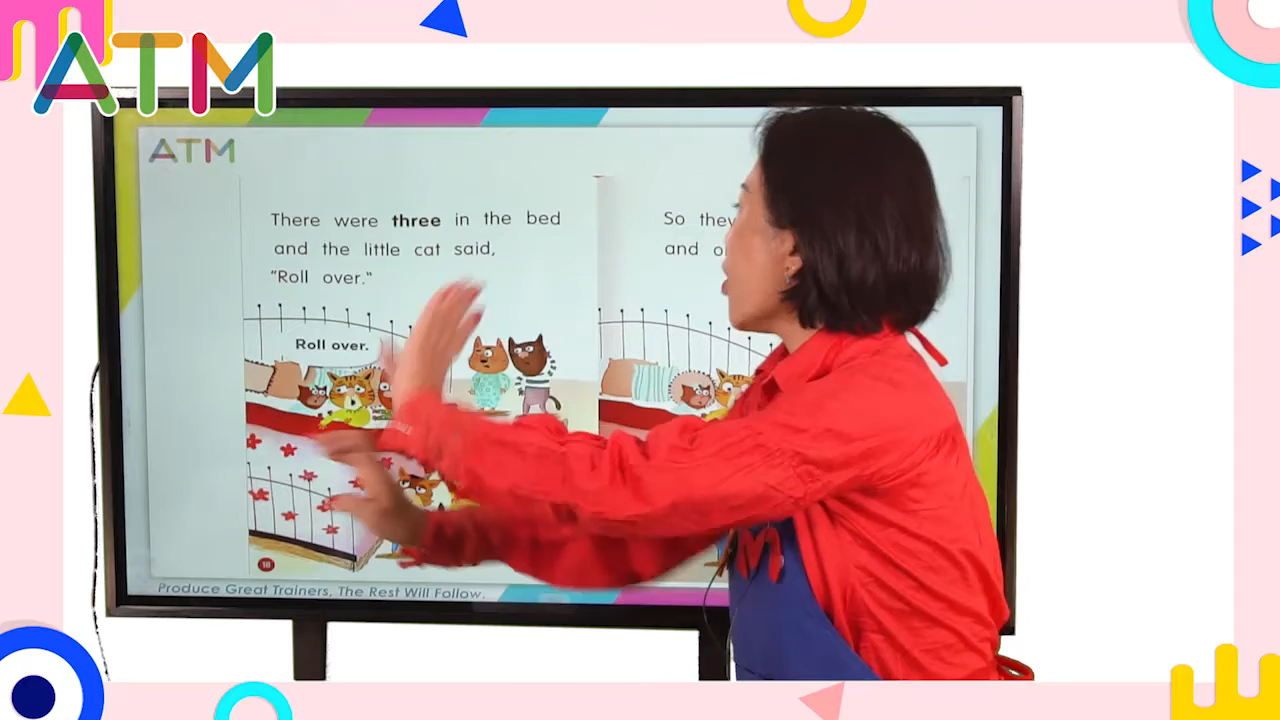 ATM
ATM
There were three in the bed
and the little cat said,
"Roll over."
Roll over.
18
So they
and
Produce Great Trainers, The Rest Will Follow.